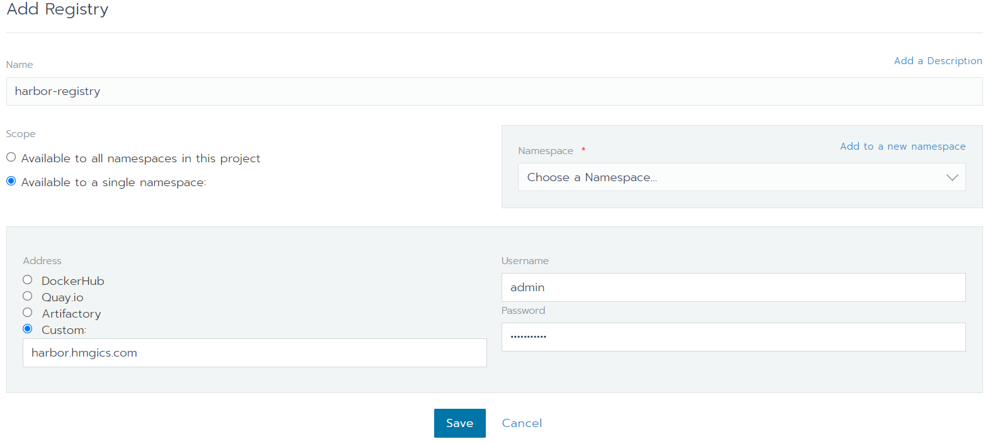 Add Registry
Name
Add a Description
harbor-registry
Scope
Available to all namespaces in this project
Available to a single namespace:
Namespace *
Add to a new namespace
Choose a Namespace...
Address
DockerHub
Quay.io
Artifactory
Custom:
harbor.hmgics.com
Username
admin
Password
•••••••••••
Save
Cancel